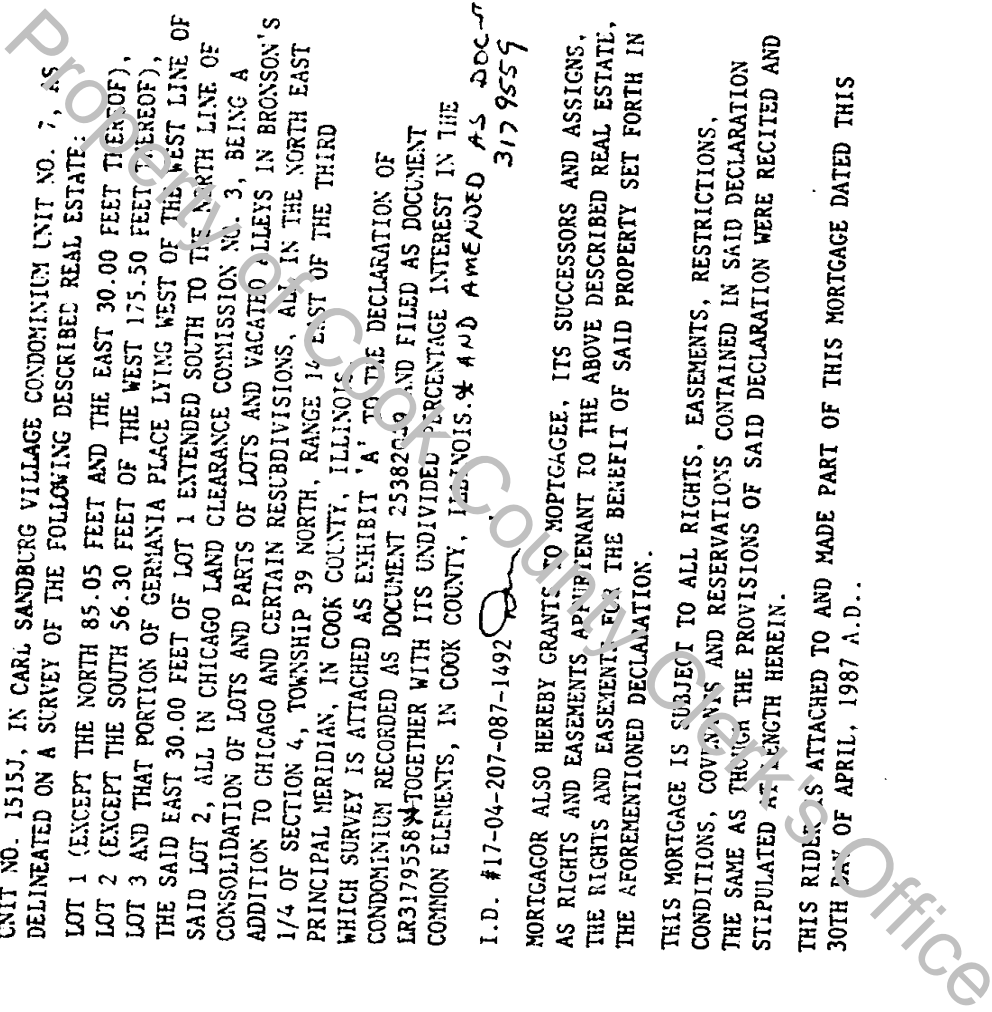 UNIT NO. 1515J, IN CARL SANDBURG VILLAGE CONDOMINIUM UNIT NO. 7, AS
DELINEATED ON A SURVEY OF THE FOLLOWING DESCRIBED REAL ESTATE:
LOT 1 (EXCEPT THE NORTH 85.05 FEET AND THE EAST 30.00 FEET THEREOF),
LOT 2 (EXCEPT THE SOUTH 56.30 FEET OF THE WEST 175.50 FEET THEREOF),
LOT 3 AND THAT PORTION OF GERMANIA PLACE LYING WEST OF THE WEST LINE OF
THE SAID EAST 30.00 FEET OF LOT 1 EXTENDED SOUTH TO THE NORTH LINE OF
SAID LOT 2, ALL IN CHICAGO LAND CLEARANCE COMMISSION NO. 3, BEING A
CONSOLIDATION OF LOTS AND PARTS OF LOTS AND VACATED ALLEYS IN BRONSON'S
ADDITION TO CHICAGO AND CERTAIN RESUBDIVISIONS, ALL IN THE NORTH EAST
1/4 OF SECTION 4, TOWNSHIP 39 NORTH, RANGE 14 EAST OF THE THIRD
PRINCIPAL MERIDIAN, IN COOK COUNTY, ILLINOIS,
WHICH SURVEY IS ATTACHED AS EXHIBIT 'A' TO THE DECLARATION OF
CONDOMINIUM RECORDED AS DOCUMENT AND FILED AS DOCUMENT
LR3179558* TOGETHER WITH ITS UNDIVIDED PERCENTAGE INTEREST IN THE
COMMON ELEMENTS, IN COOK COUNTY, ILLINOIS. * AND AMENDED AS DOC-
3179559
I.D. #17-04-207-087-1492
MORTGAGOR ALSO HEREBY GRANTS TO MOPTGAGEE, ITS SUCCESSORS AND ASSIGNS,
AS RIGHTS AND EASEMENTS APPURTENANT TO THE ABOVE DESCRIBED REAL ESTATE,
THE RIGHTS AND EASEMENTS FOR THE BENEFIT OF SAID PROPERTY SET FORTH IN
THE AFOREMENTIONED DECLARATION.
THIS MORTGAGE IS SUBJECT TO ALL RIGHTS, EASEMENTS, RESTRICTIONS,
CONDITIONS, COVENANTS AND RESERVATIONS CONTAINED IN SAID DECLARATION
THE SAME AS THOUGH THE PROVISIONS OF SAID DECLARATION WERE RECITED AND
STIPULATED AT LENGTH HEREIN.
THIS RIDER IS ATTACHED TO AND MADE PART OF THIS MORTGAGE DATED THIS
30TH DAY OF APRIL, 1987 A.D..
Property of Cook County Clerk's Office